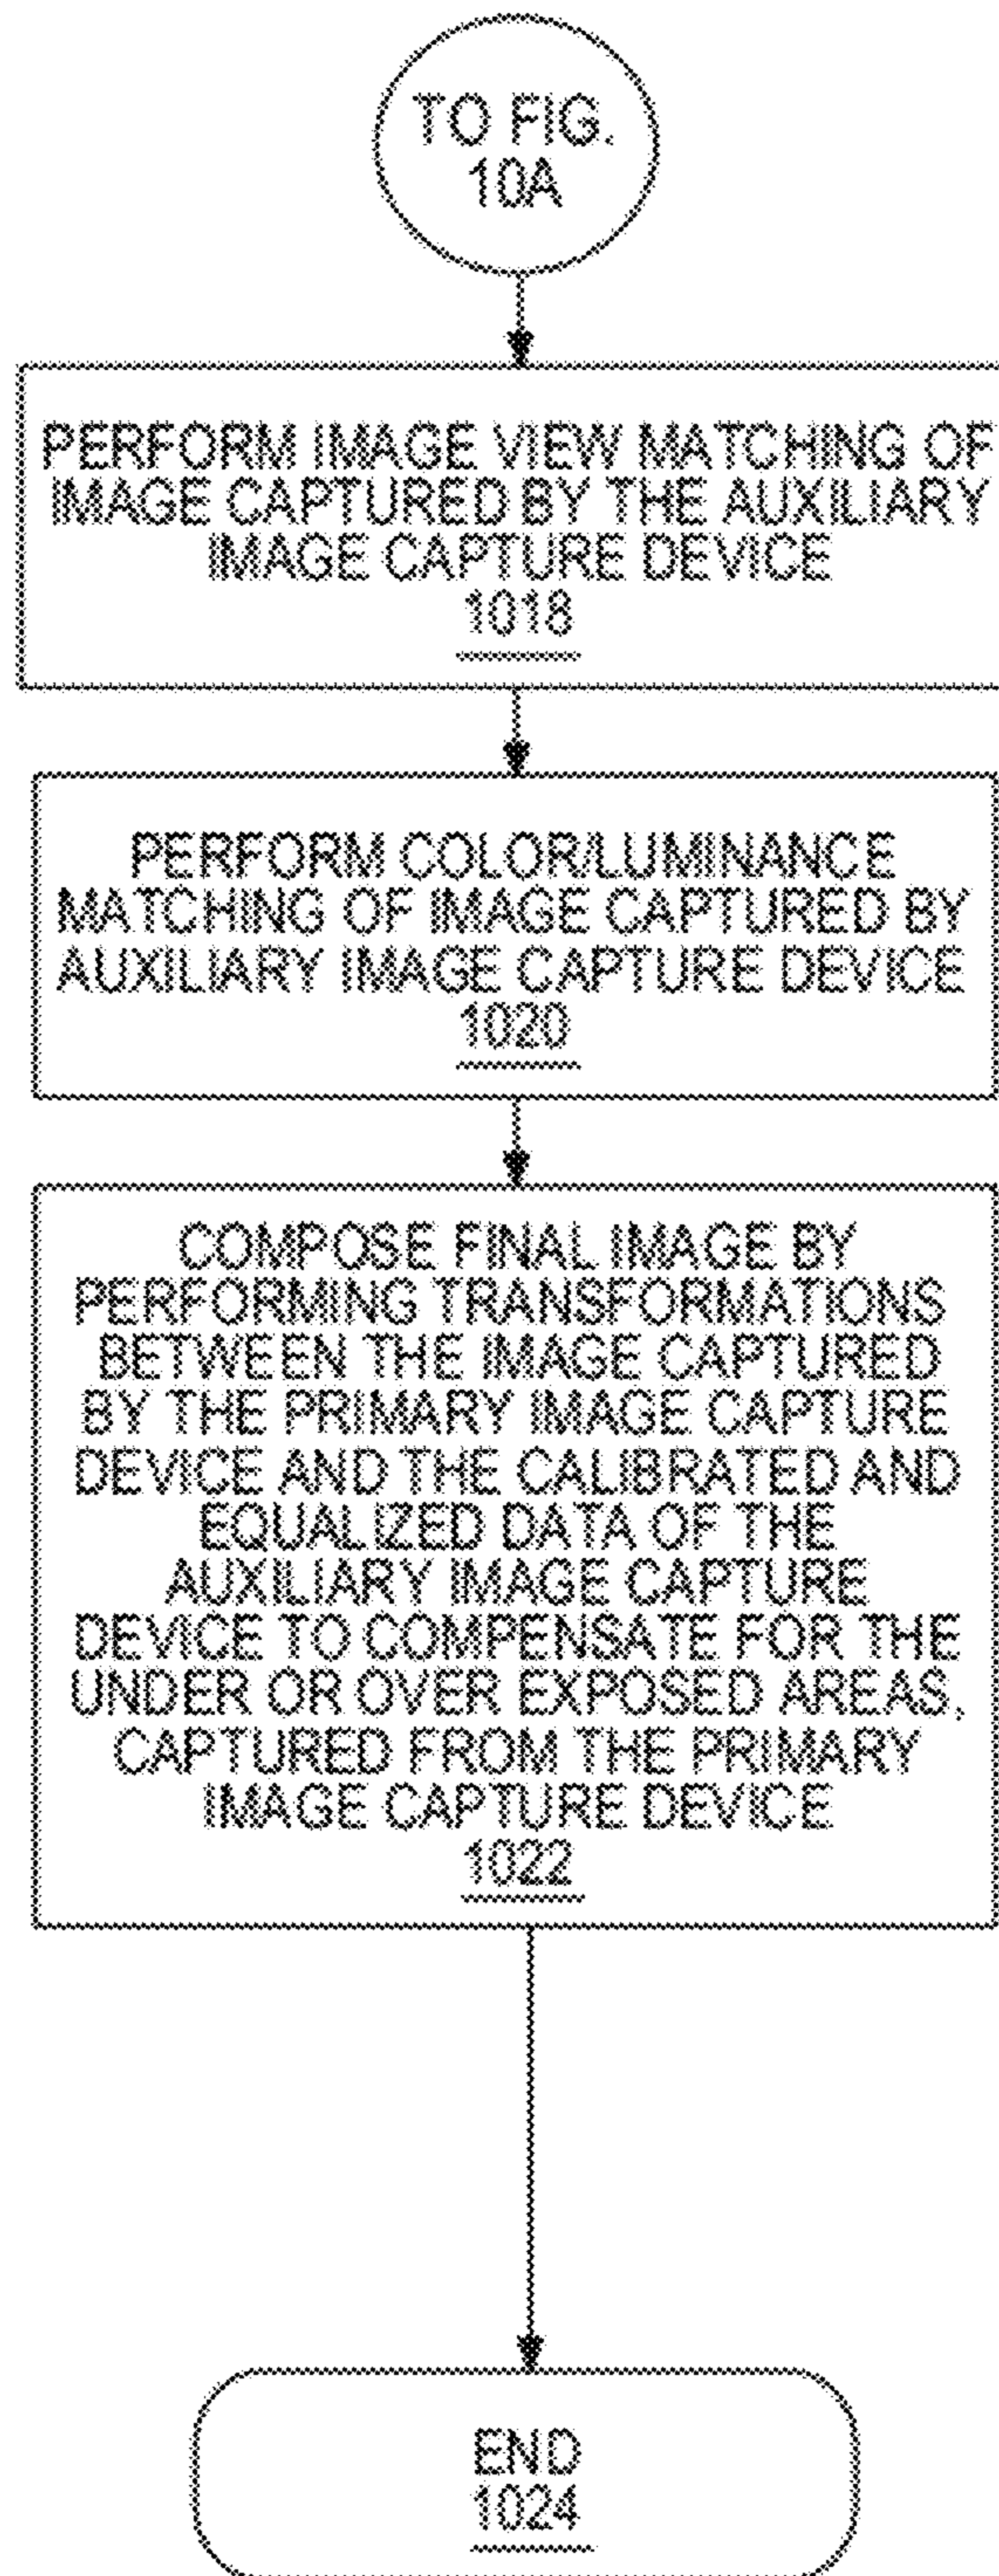 TO FIG.
10A
PERFORM IMAGE VIEW MATCHING OF
IMAGE CAPTURED BY THE AUXILIARY
IMAGE CAPTURE DEVICE
1018
PERFORM COLOR/LUMINANCE
MATCHING OF IMAGE CAPTURED BY
AUXILIARY IMAGE CAPTURE DEVICE
1020
COMPOSE FINAL IMAGE BY
PERFORMING TRANSFORMATIONS
BETWEEN THE IMAGE CAPTURED
BY THE PRIMARY IMAGE CAPTURE
DEVICE AND THE CALIBRATED AND
EQUALIZED DATA OF THE
AUXILIARY IMAGE CAPTURE
DEVICE TO COMPENSATE FOR THE
UNDER OR OVER EXPOSED AREAS,
CAPTURED FROM THE PRIMARY
IMAGE CAPTURE DEVICE
1022
END
1024